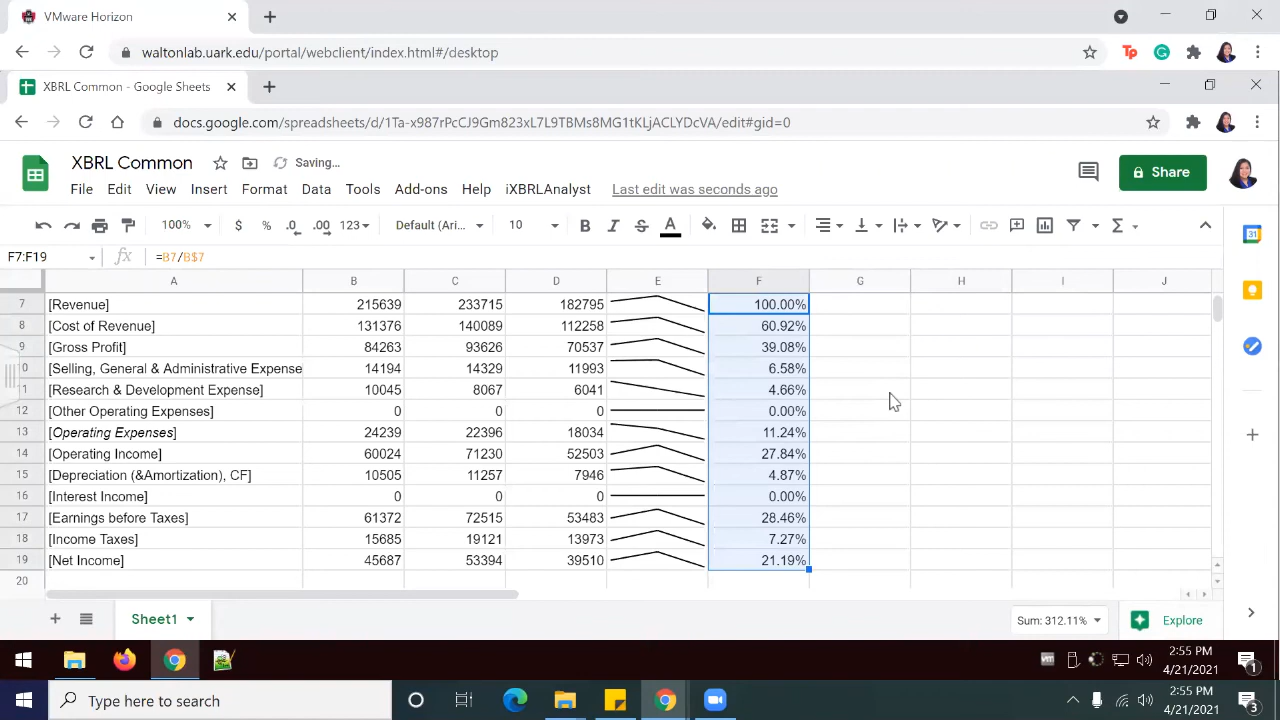 VMware Horizon
waltonlab.uark.edu/portal/webclient/index.html#/desktop
XBRL Common - Google Sheets
docs.google.com/spreadsheets/d/1Ta-x987rPcCJ9Gm823xL7L9TBMs8MG1tKLjACLYDcVA/edit#gid=0
XBRL Common Saving...
File Edit View Insert Format Data Tools Add-ons Help iXBRLAnalyst Last edit was seconds ago
Share
100% $ % .0 .00 123 Default (Ari... 10 B I S A Σ
F7:F19 fx =B7/B$7
A B C D E F G H I J
7 [Revenue] 215639 233715 182795 100.00%
8 [Cost of Revenue] 131376 140089 112258 60.92%
9 [Gross Profit] 84263 93626 70537 39.08%
0 [Selling, General & Administrative Expense 14194 14329 11993 6.58%
1 [Research & Development Expense] 10045 8067 6041 4.66%
12 [Other Operating Expenses] 0 0 0 0.00%
13 [Operating Expenses] 24239 22396 18034 11.24%
14 [Operating Income] 60024 71230 52503 27.84%
15 [Depreciation (&Amortization), CF] 10505 11257 7946 4.87%
16 [Interest Income] 0 0 0 0.00%
17 [Earnings before Taxes] 61372 72515 53483 28.46%
18 [Income Taxes] 15685 19121 13973 7.27%
19 [Net Income] 45687 53394 39510 21.19%
20
Sheet1 Sum: 312.11% Explore
2:55 PM
4/21/2021
1
Type here to search
2:55 PM
4/21/2021
3